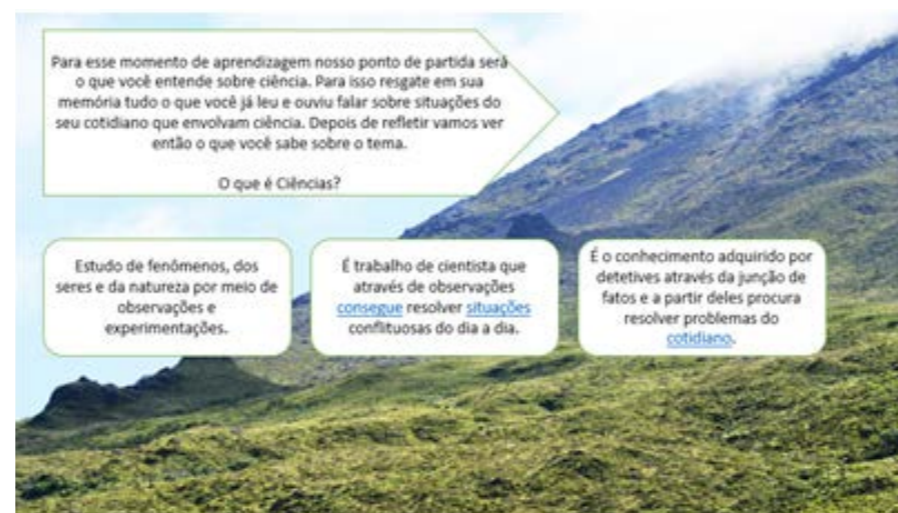 Para esse momento de aprendizagem nosso ponto de partida será
o que você entende sobre ciência. Para isso resgate em sua
memória tudo o que você já leu e ouviu falar sobre situações do
seu cotidiano que envolvam ciência. Depois de refletir vamos ver
então o que você sabe sobre o tema.
O que é Ciências?
Estudo de fenômenos, dos
seres e da natureza por meio de
observações e
experimentações.
É trabalho de cientista que
através de observações
consegue resolver situações
conflituosas do dia a dia.
É o conhecimento adquirido por
detetives através da junção de
fatos e a partir deles procura
resolver problemas do
cotidiano.